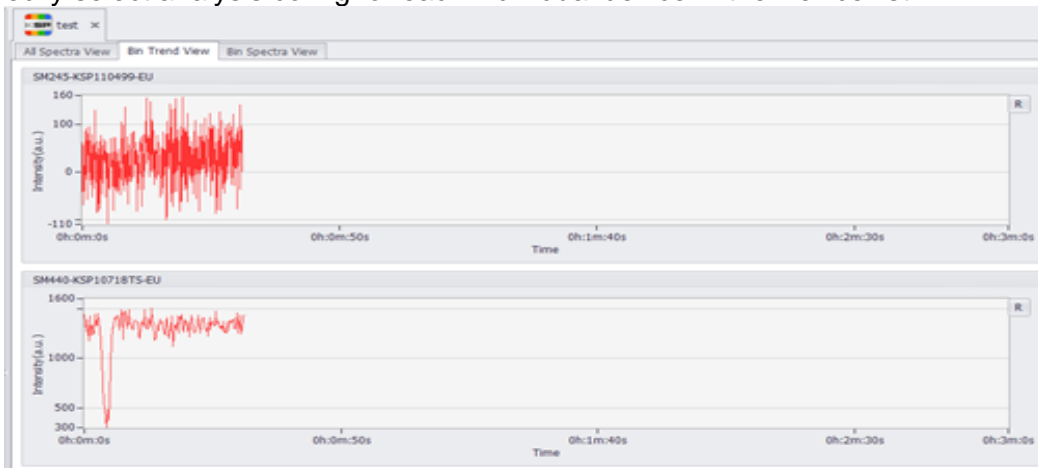 KSP test ×
All Spectra View Bin Trend View Bin Spectra View
SM245-KSP110499-EU
160
R
100
Intensity(a.u.)
0
-110
0h:0m:0s 0h:0m:50s 0h:1m:40s 0h:2m:30s 0h:3m:0s
Time
SM440-KSP10718TS-EU
1600
R
Intensity(a.u.)
1000
500
300
0h:0m:0s 0h:0m:50s 0h:1m:40s 0h:2m:30s 0h:3m:0s
Time